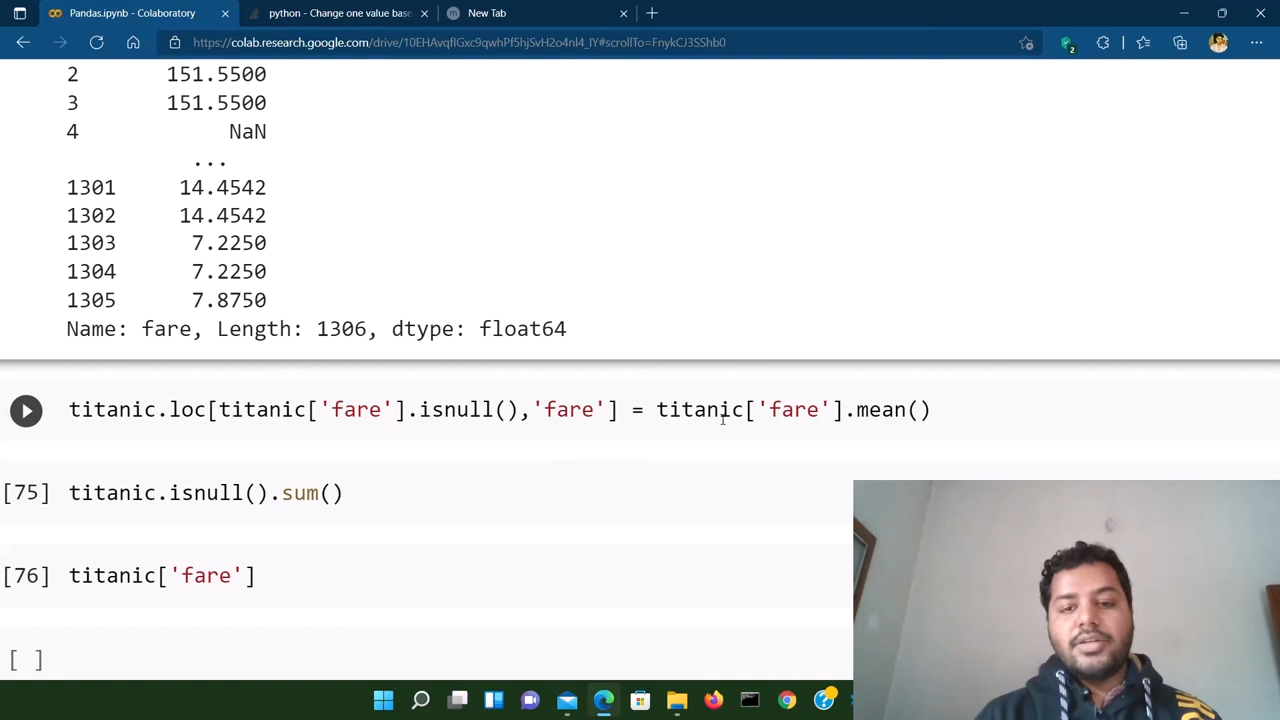 Pandas.ipynb - Colaboratory
python - Change one value base
New Tab
https://colab.research.google.com/drive/10EHAvqflGxc9qwhPf5hjSvH2o4nl4_lY#scrollTo=FnykCJ3SShb0
2
2 151.5500
3 151.5500
4 NaN
...
1301 14.4542
1302 14.4542
1303 7.2250
1304 7.2250
1305 7.8750
Name: fare, Length: 1306, dtype: float64
titanic.loc[titanic['fare'].isnull(),'fare'] = titanic['fare'].mean()
[75] titanic.isnull().sum()
[76] titanic['fare']
[ ]